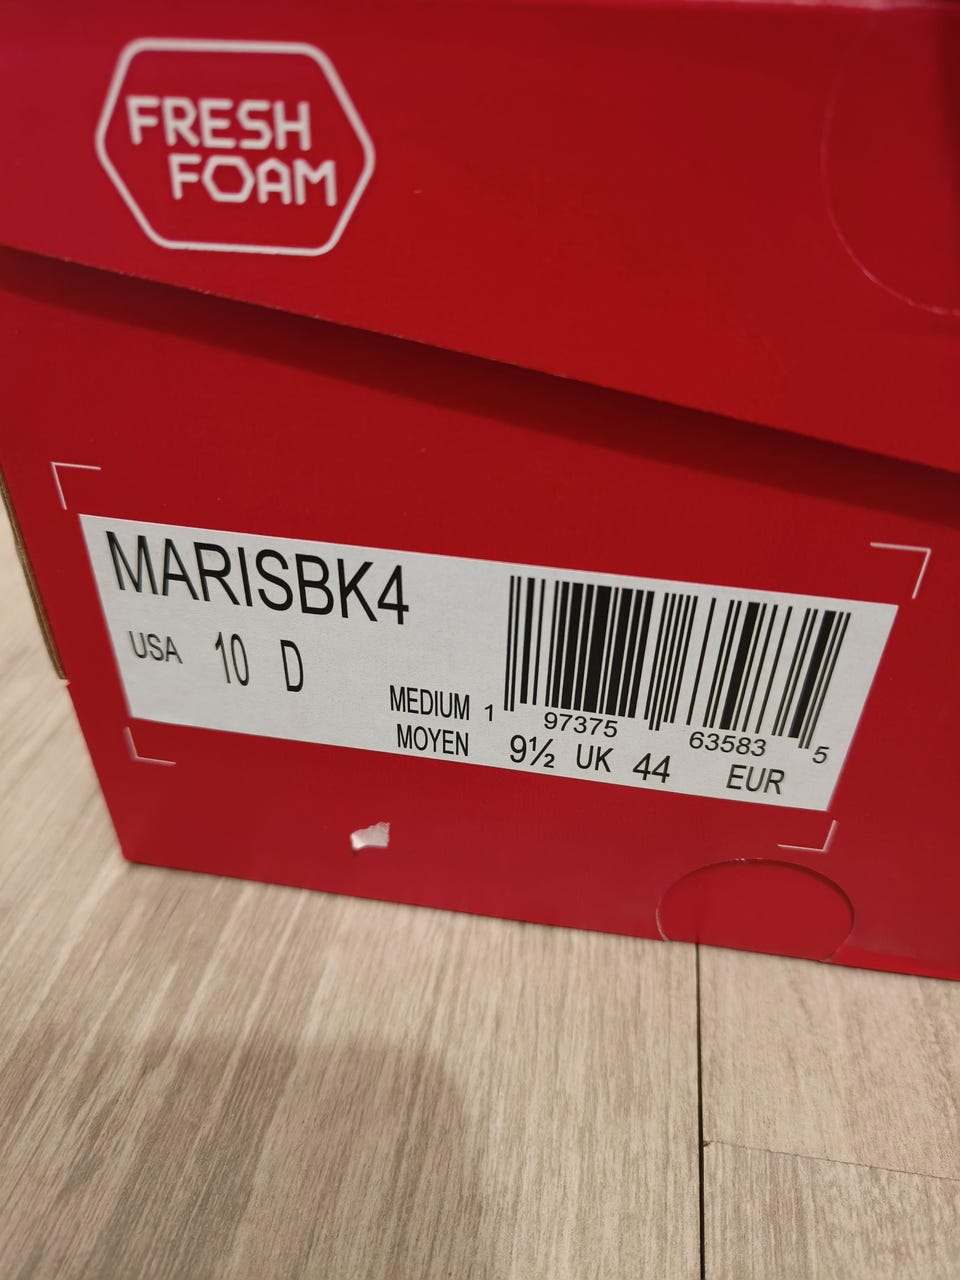 FRESH
FOAM
MARISBK4
USA 10 D
MEDIUM
MOYEN
1 97375 63583 5
9½ UK 44 EUR